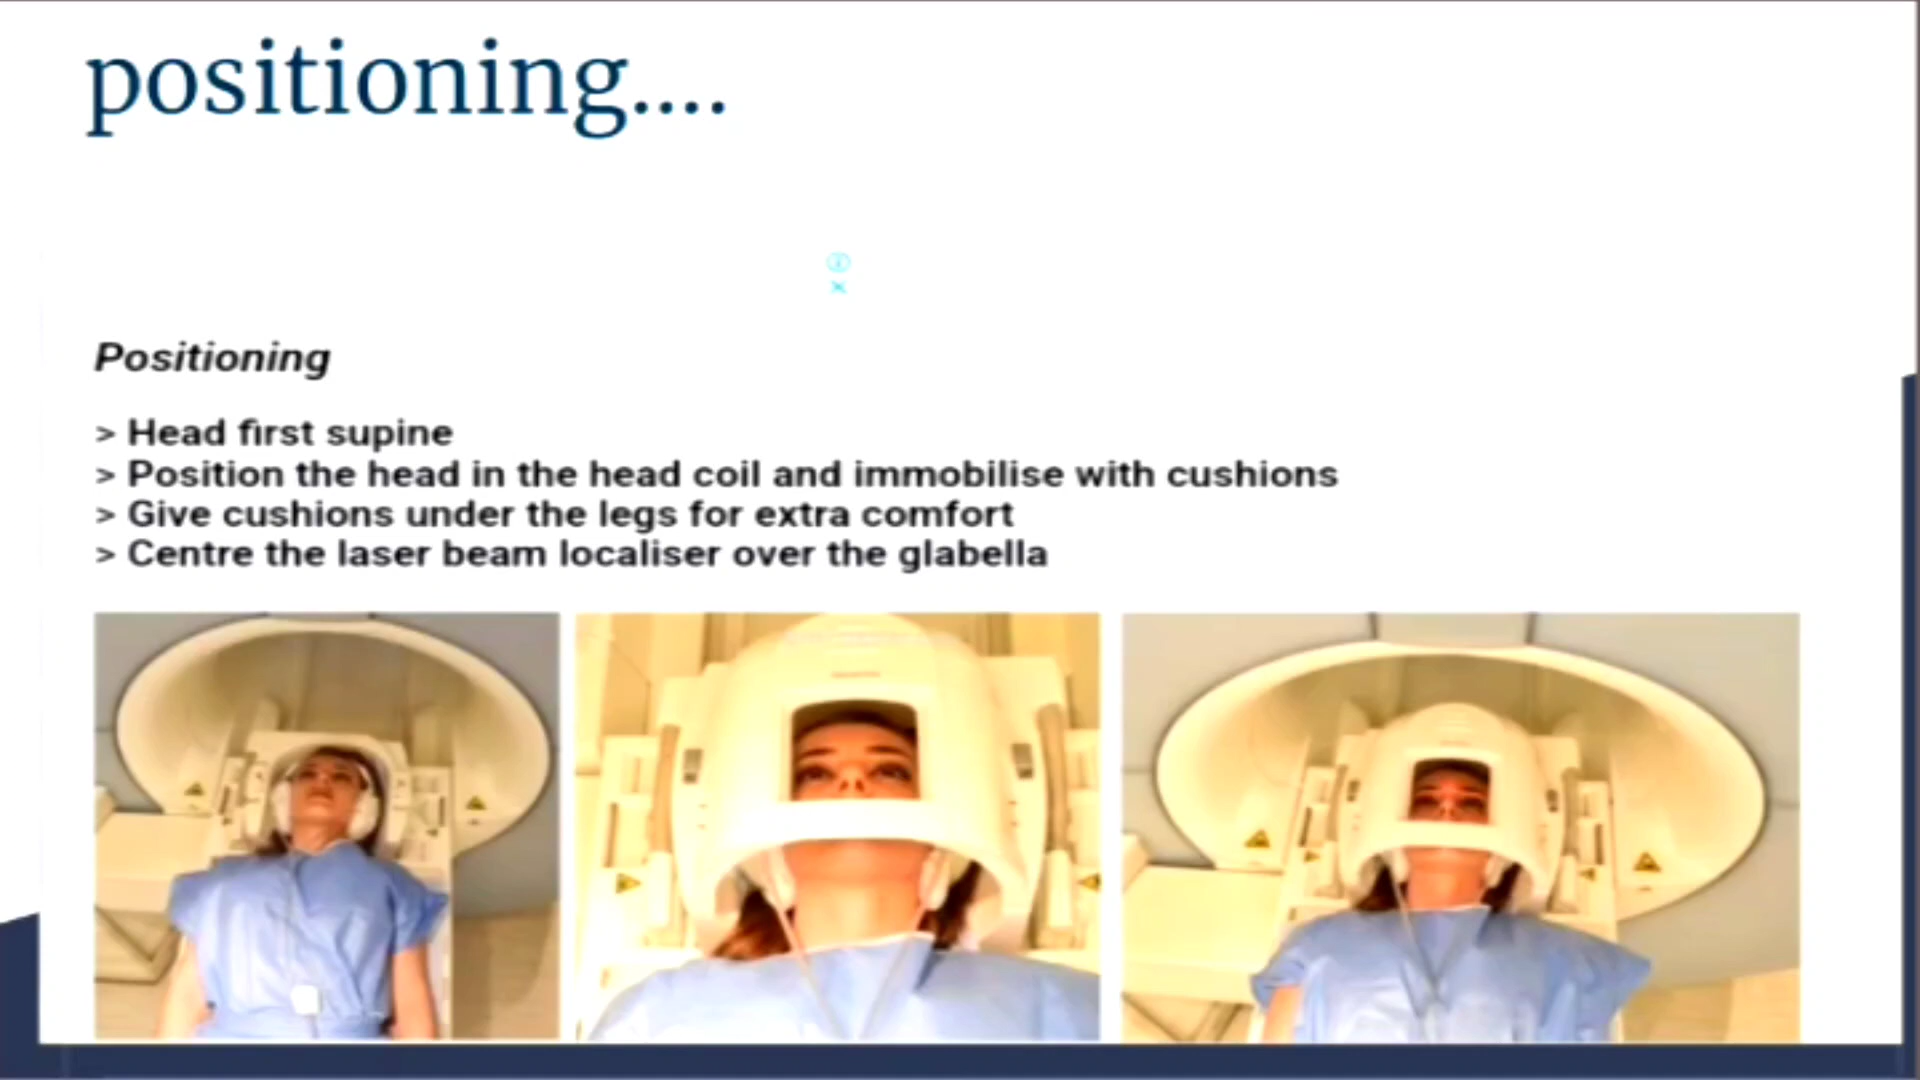 positioning....
Positioning
> Head first supine
> Position the head in the head coil and immobilise with cushions
> Give cushions under the legs for extra comfort
> Centre the laser beam localiser over the glabella